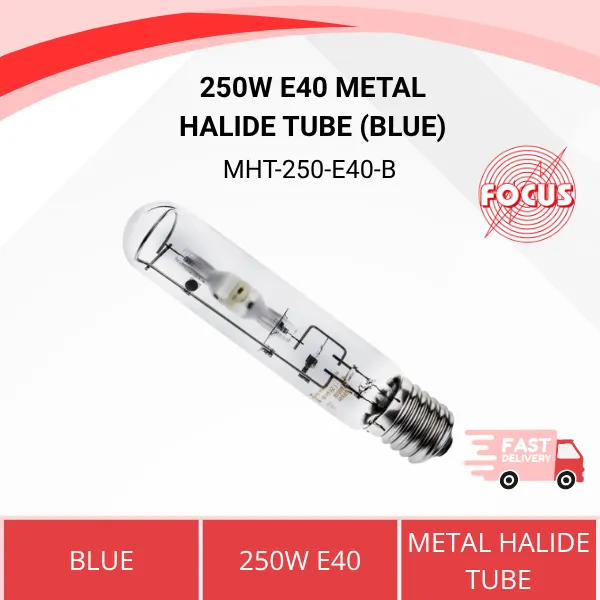 250W E40 METAL
HALIDE TUBE (BLUE)
MHT-250-E40-B
FOCUS
FAST
DELIVERY
BLUE
250W E40
METAL HALIDE
TUBE